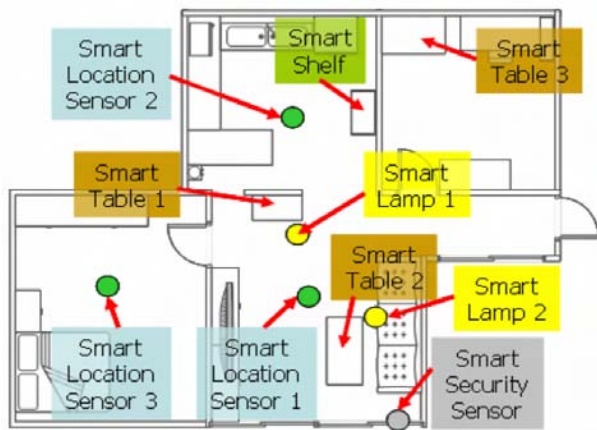 Smart
Location
Sensor 2
Smart
Shelf
Smart
Table 3
Smart
Table 1
Smart
Lamp 1
Smart
Table 2
Smart
Lamp 2
Smart
Location
Sensor 3
Smart
Location
Sensor 1
Smart
Security
Sensor